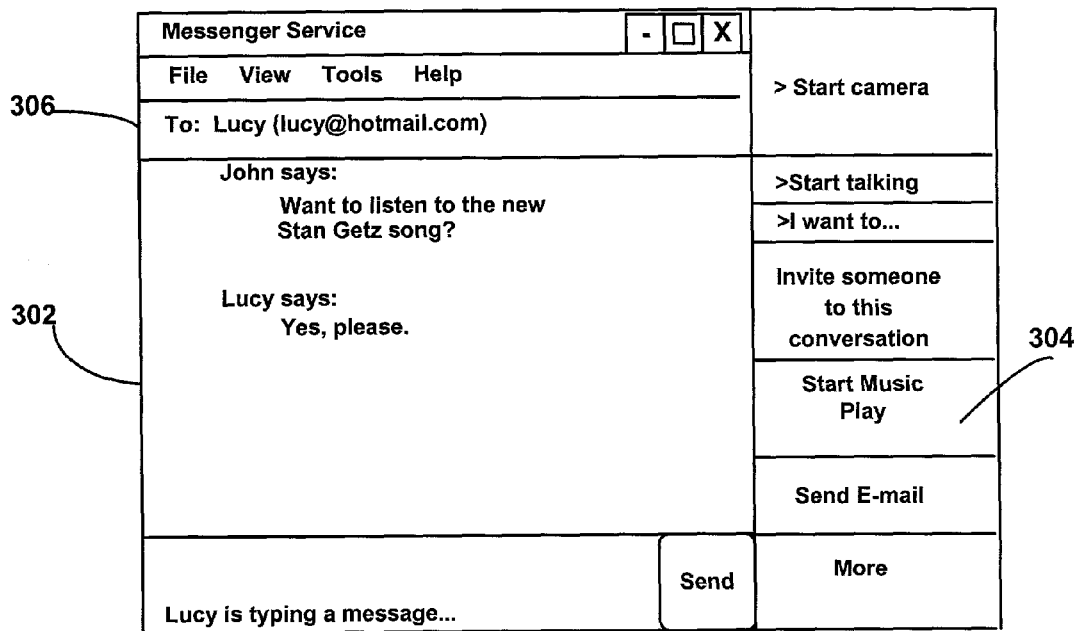 Messenger Service - □ X
File View Tools Help
306
To: Lucy (lucy@hotmail.com)
John says:
Want to listen to the new
Stan Getz song?
Lucy says:
Yes, please.
302
Lucy is typing a message...
Send
> Start camera
>Start talking
>I want to...
Invite someone
to this
conversation
304
Start Music
Play
Send E-mail
More